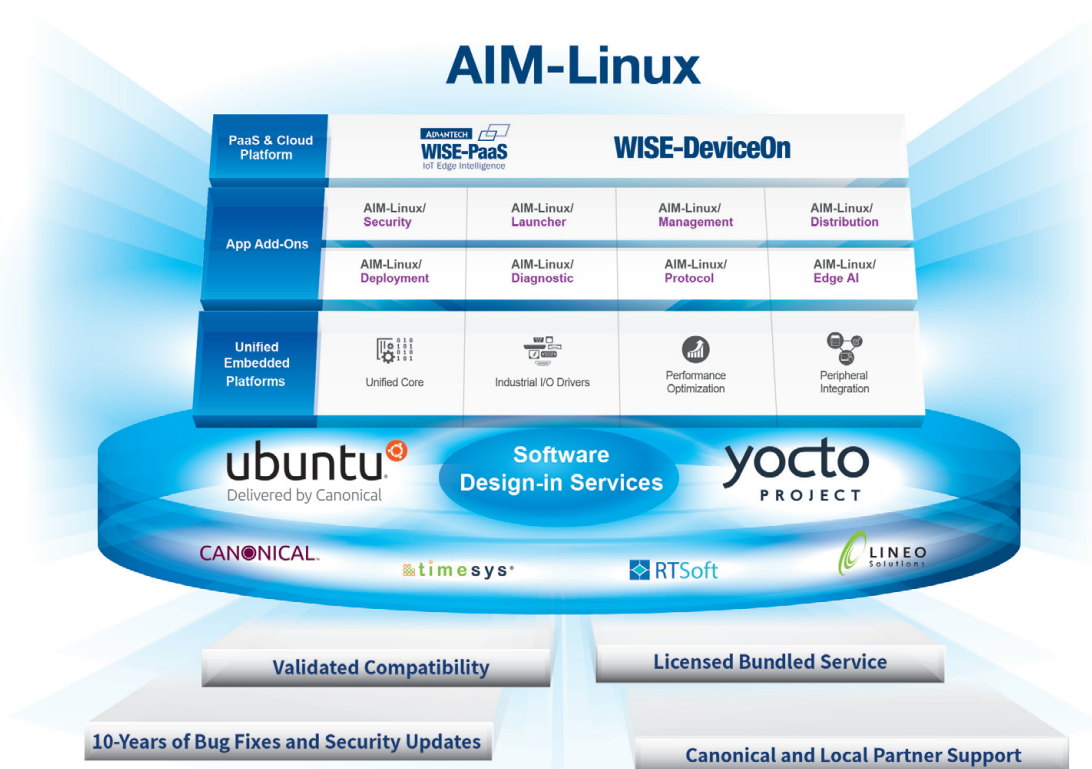 AIM-Linux
PaaS & Cloud
Platform
ADVANTECH
WISE-PaaS
IoT Edge Intelligence
WISE-DeviceOn
App Add-Ons
AIM-Linux/
Security
AIM-Linux/
Launcher
AIM-Linux/
Management
AIM-Linux/
Distribution
AIM-Linux/
Deployment
AIM-Linux/
Diagnostic
AIM-Linux/
Protocol
AIM-Linux/
Edge AI
Unified
Embedded
Platforms
010
101
010
101
Unified Core
Industrial I/O Drivers
Performance
Optimization
Peripheral
Integration
ubuntu
Delivered by Canonical
Software
Design-in Services
yocto
PROJECT
CANONICAL
timesys
RTSoft
LINEO
Solutions
Validated Compatibility
Licensed Bundled Service
10-Years of Bug Fixes and Security Updates
Canonical and Local Partner Support